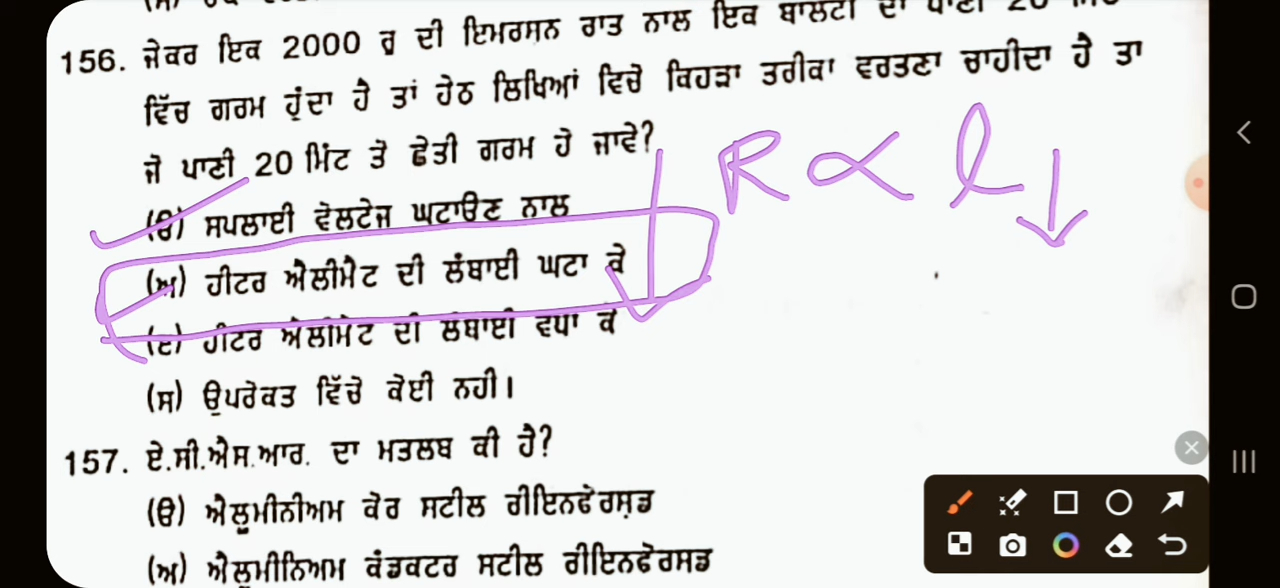 156. ਜੇਕਰ ਇਕ 2000 ਰੁ ਦੀ ਇਮਰਸਨ ਰਾਤ ਨਾਲ ਇਕ ਬਾਲਟੀ ਦਾ ਪਾਣੀ 20
ਵਿੱਚ ਗਰਮ ਹੁੰਦਾ ਹੈ ਤਾਂ ਹੇਠ ਲਿਖਿਆਂ ਵਿਚੋ ਕਿਹੜਾ ਤਰੀਕਾ ਵਰਤਣਾ ਚਾਹੀਦਾ ਹੈ ਤਾ
ਜੋ ਪਾਣੀ 20 ਮਿੰਟ ਤੋ ਛੇਤੀ ਗਰਮ ਹੋ ਜਾਵੇ?
R ∝ l ↓
(ੳ) ਸਪਲਾਈ ਵੋਲਟੇਜ ਘਟਾਉਣ ਨਾਲ
(ਅ) ਹੀਟਰ ਐਲੀਮੈਟ ਦੀ ਲੰਬਾਈ ਘਟਾ ਕੇ
(ੲ) ਹੀਟਰ ਐਲੀਮੈਟ ਦੀ ਲੰਬਾਈ ਵਧਾ ਕੇ
(ਸ) ਉਪਰੋਕਤ ਵਿੱਚੋ ਕੋਈ ਨਹੀ।
157. ਏ.ਸੀ.ਐਸ.ਆਰ. ਦਾ ਮਤਲਬ ਕੀ ਹੈ?
(ੳ) ਐਲੂਮੀਨੀਅਮ ਕੋਰ ਸਟੀਲ ਰੀਇਨਫੋਰਸ਼ਡ
(ਅ) ਐਲੂਮੀਨਿਅਮ ਕੰਡਕਟਰ ਸਟੀਲ ਰੀਇਨਫੋਰਸਡ